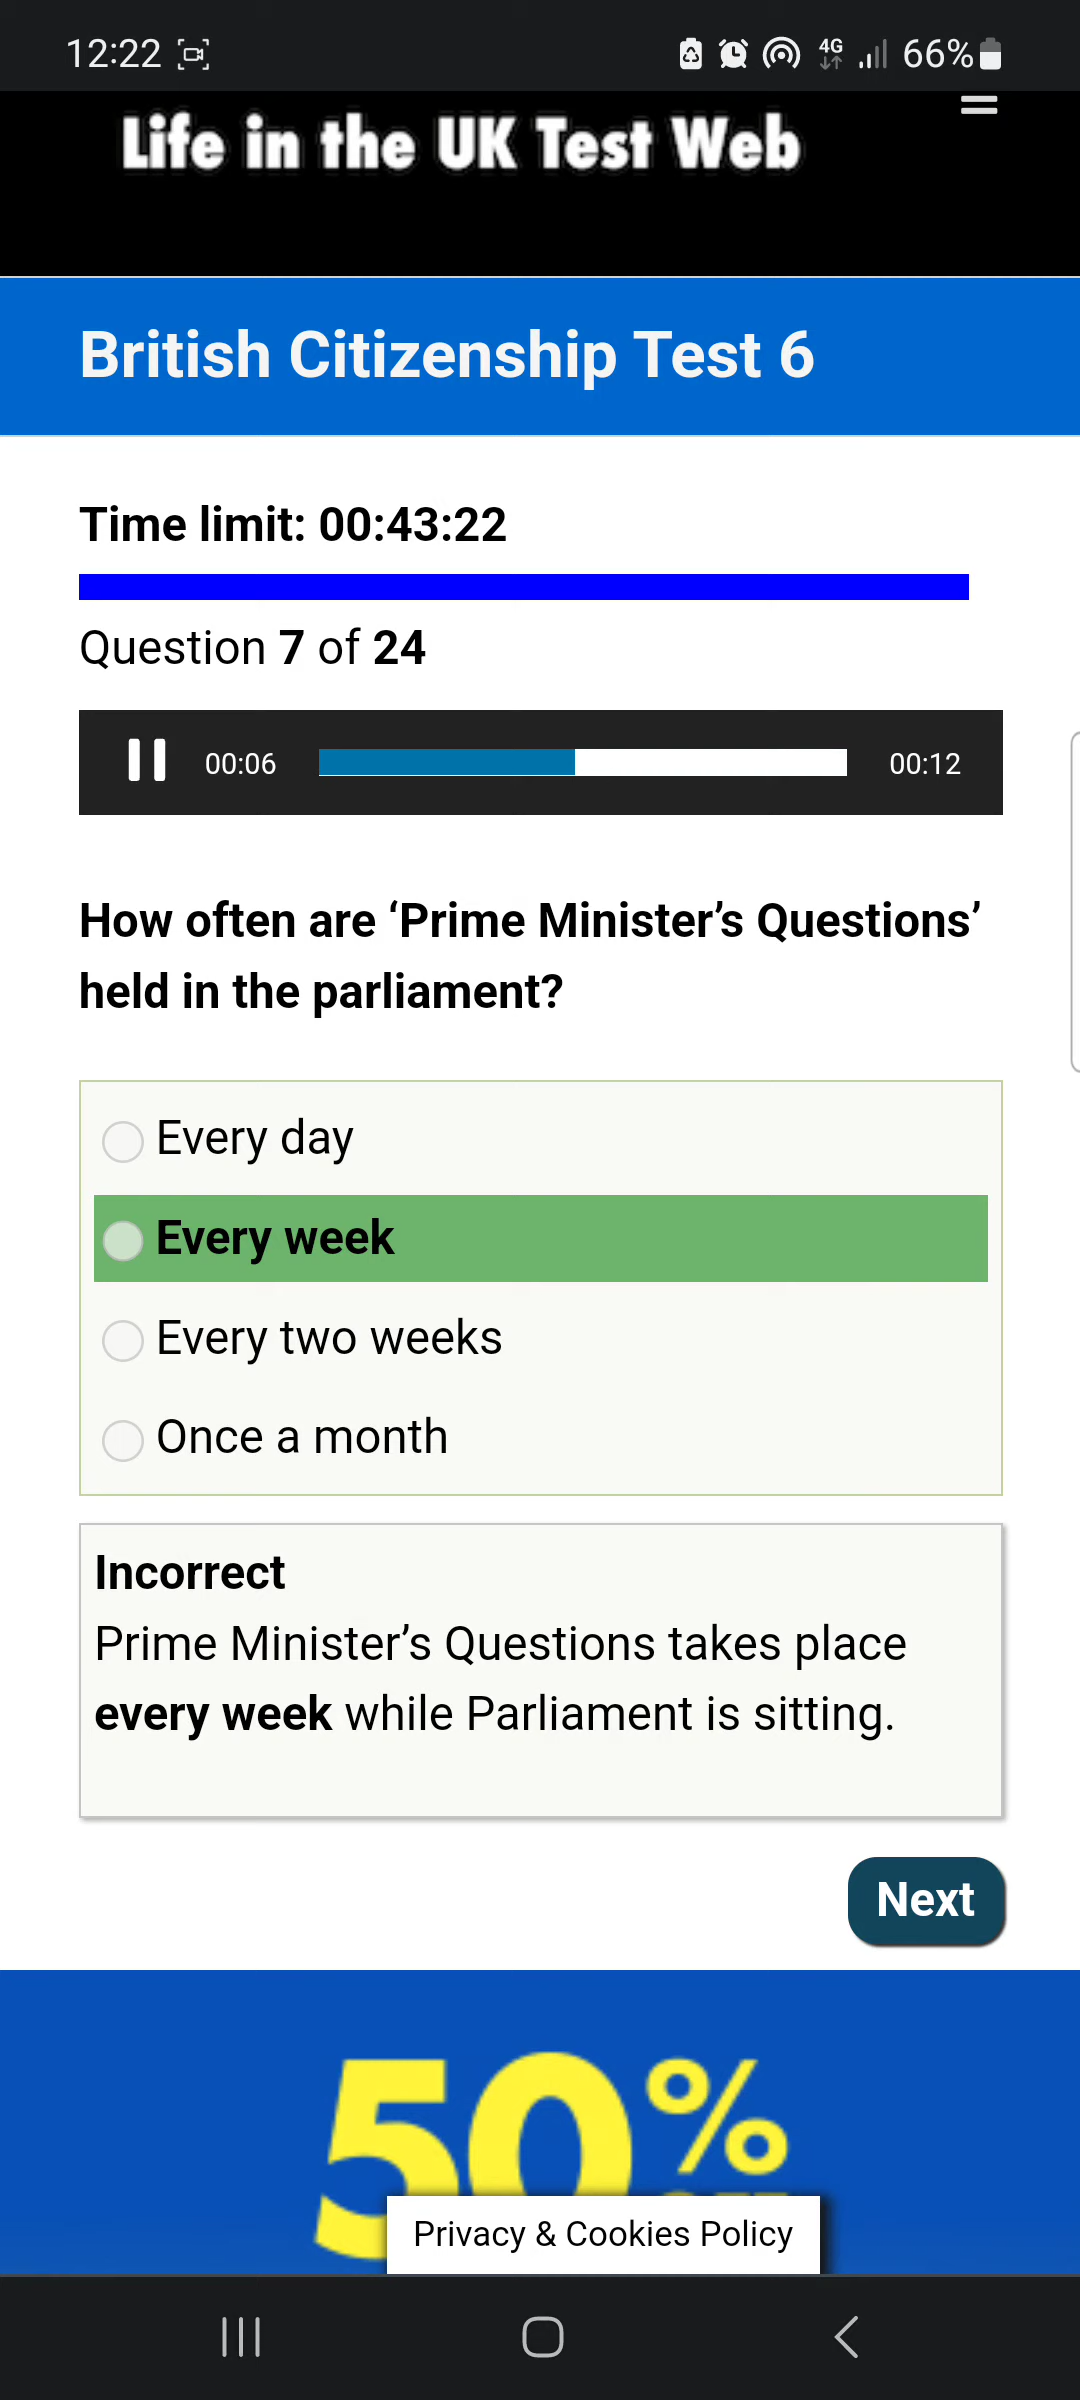 12:22
4G
66%
Life in the UK Test Web
British Citizenship Test 6
Time limit: 00:43:22
Question 7 of 24
00:06
00:12
How often are ‘Prime Minister’s Questions’
held in the parliament?
Every day
Every week
Every two weeks
Once a month
Incorrect
Prime Minister’s Questions takes place
every week while Parliament is sitting.
Next
50%
Privacy & Cookies Policy